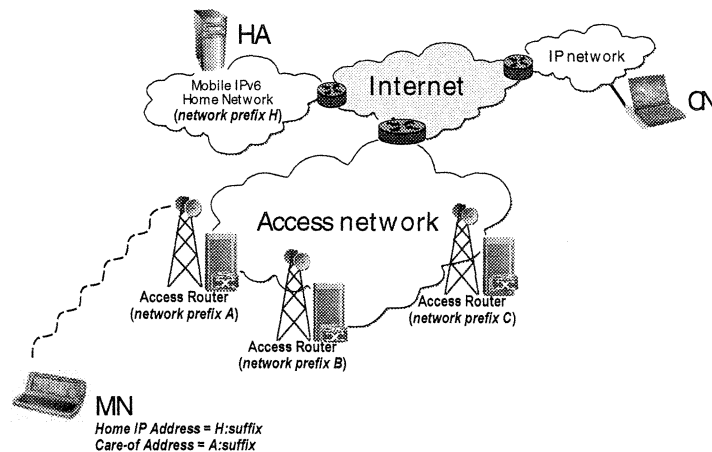 HA
Mobile IPv6
Home Network
(network prefix H)
Internet
IP network
CN
Access network
Access Router
(network prefix A)
Access Router
(network prefix B)
Access Router
(network prefix C)
MN
Home IP Address = H:suffix
Care-of Address = A:suffix